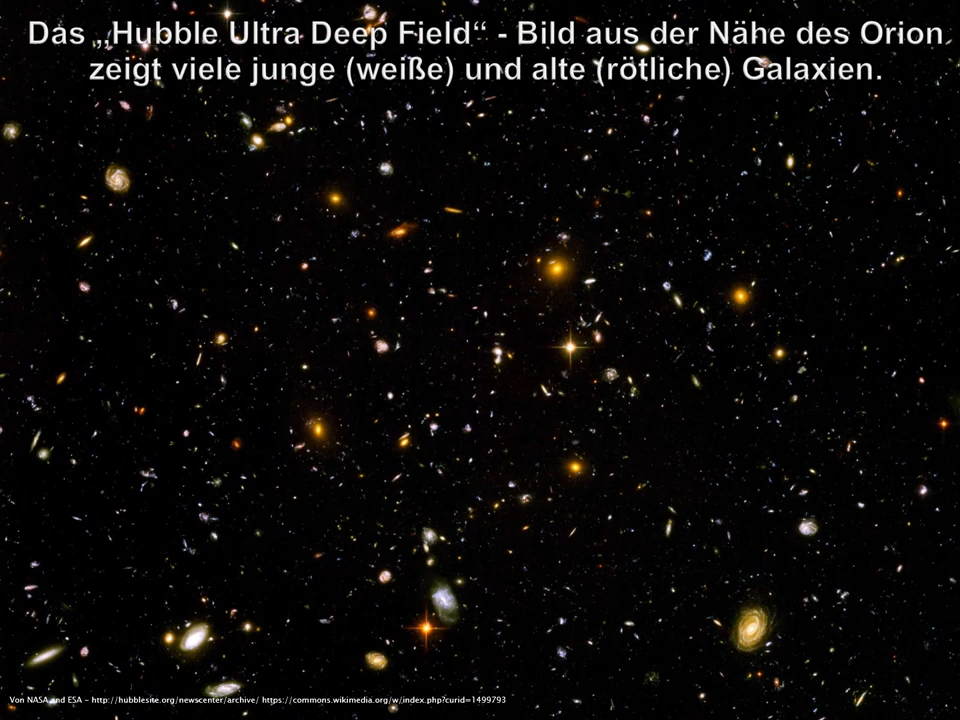 Das „Hubble Ultra Deep Field“ - Bild aus der Nähe des Orion
zeigt viele junge (weiße) und alte (rötliche) Galaxien.
Von NASA and ESA - http://hubblesite.org/newscenter/archive/ https://commons.wikimedia.org/w/index.php?curid=1499793